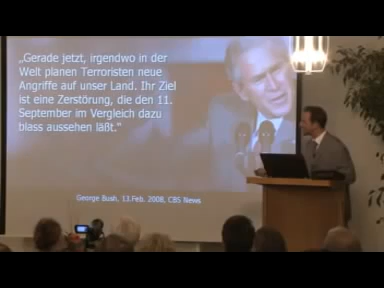 „Gerade jetzt, irgendwo in der
Welt planen Terroristen neue
Angriffe auf unser Land. Ihr Ziel
ist eine Zerstörung, die den 11.
September im Vergleich dazu
blass aussehen läßt.“
George Bush, 13.Feb. 2008, CBS News